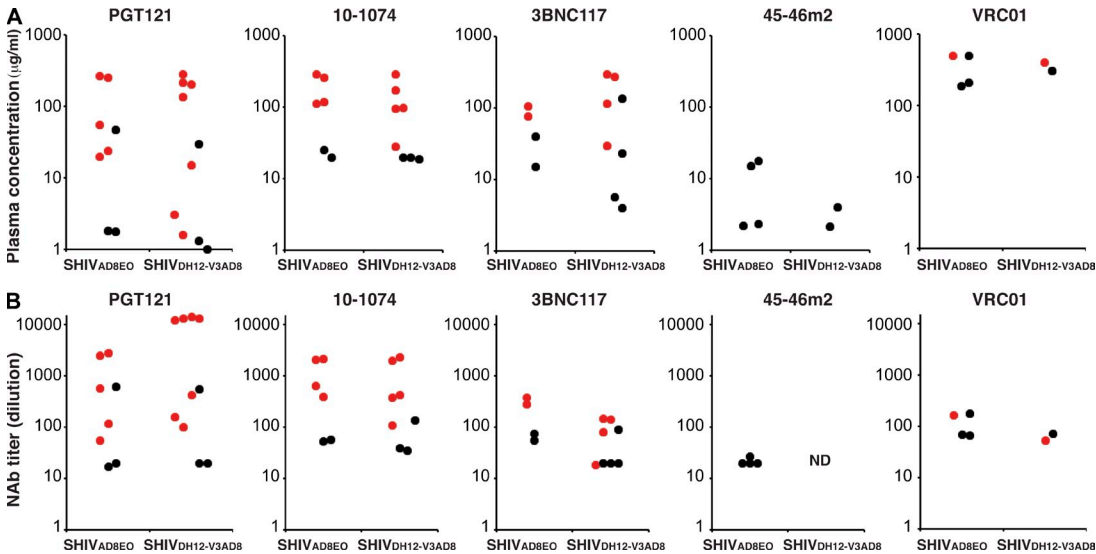 A
PGT121 10-1074 3BNC117 45-46m2 VRC01
Plasma concentration (µg/ml)
1000 1000 1000 1000 1000
100 100 100 100 100
10 10 10 10 10
1 1 1 1 1
SHIVAD8EO SHIVDH12-V3AD8 SHIVAD8EO SHIVDH12-V3AD8 SHIVAD8EO SHIVDH12-V3AD8 SHIVAD8EO SHIVDH12-V3AD8 SHIVAD8EO SHIVDH12-V3AD8
B
PGT121 10-1074 3BNC117 45-46m2 VRC01
NAb titer (dilution)
10000 10000 10000 10000 10000
1000 1000 1000 1000 1000
100 100 100 100 100
ND
10 10 10 10 10
1 1 1 1 1
SHIVAD8EO SHIVDH12-V3AD8 SHIVAD8EO SHIVDH12-V3AD8 SHIVAD8EO SHIVDH12-V3AD8 SHIVAD8EO SHIVDH12-V3AD8 SHIVAD8EO SHIVDH12-V3AD8